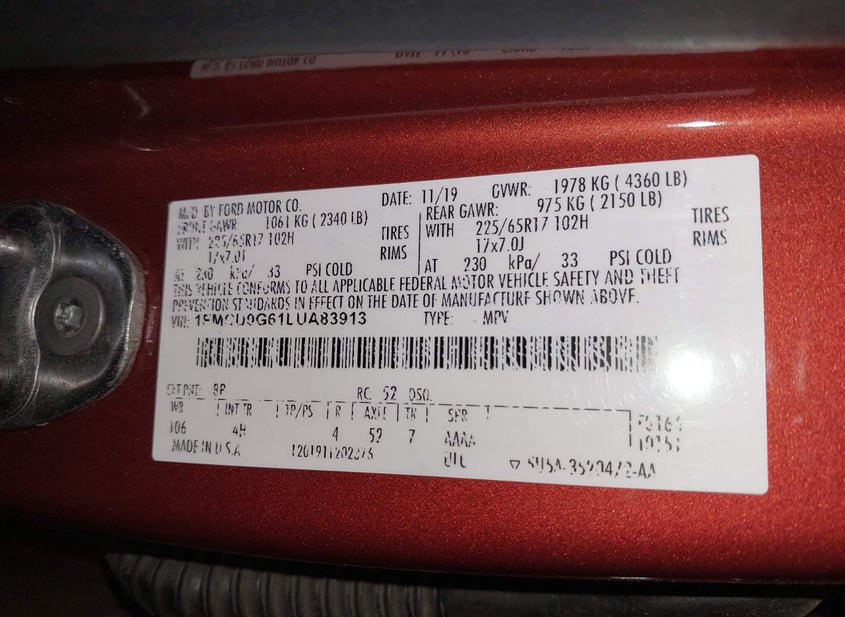 MFD. BY FORD MOTOR CO. DATE: 11/19 GVWR: 1978 KG ( 4360 LB)
FRONT GAWR 1061 KG ( 2340 LB) REAR GAWR: 975 KG ( 2150 LB)
WITH 225/65R17 102H TIRES WITH 225/65R17 102H TIRES
17x7.0J RIMS 17x7.0J RIMS
AT 230 kPa/ 33 PSI COLD AT 230 kPa/ 33 PSI COLD
THIS VEHICLE CONFORMS TO ALL APPLICABLE FEDERAL MOTOR VEHICLE SAFETY AND THEFT
PREVENTION STANDARDS IN EFFECT ON THE DATE OF MANUFACTURE SHOWN ABOVE.
VIN: 1FMCU0G61LUA83913 TYPE: MPV
EXT PNT: RC: 52 DSO:
WB INT TR TP/PS R AXLE TR SPR
106 4H 4 52 7 AAAA
MADE IN U.S.A. UTC